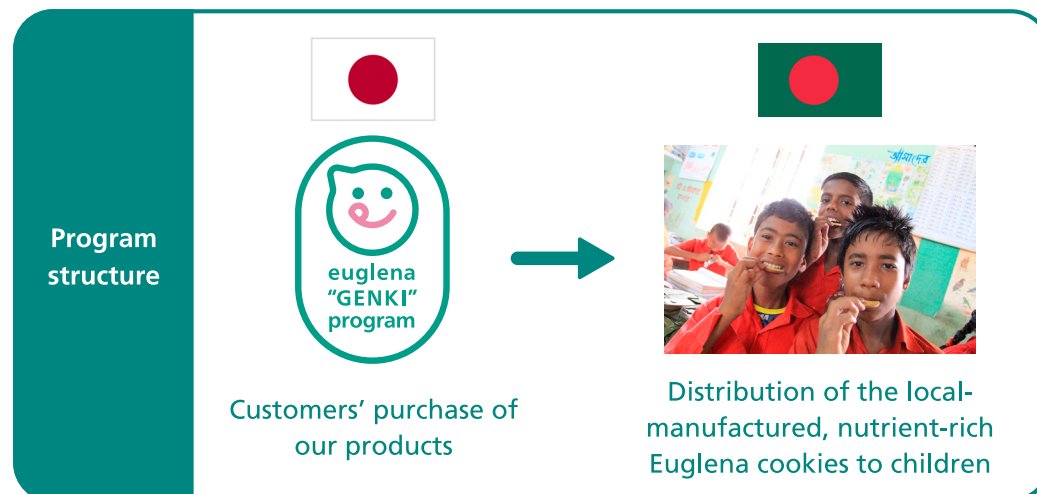 Program
structure
euglena
“GENKI”
program
Customers’ purchase of
our products
আমাদের
Distribution of the local-
manufactured, nutrient-rich
Euglena cookies to children